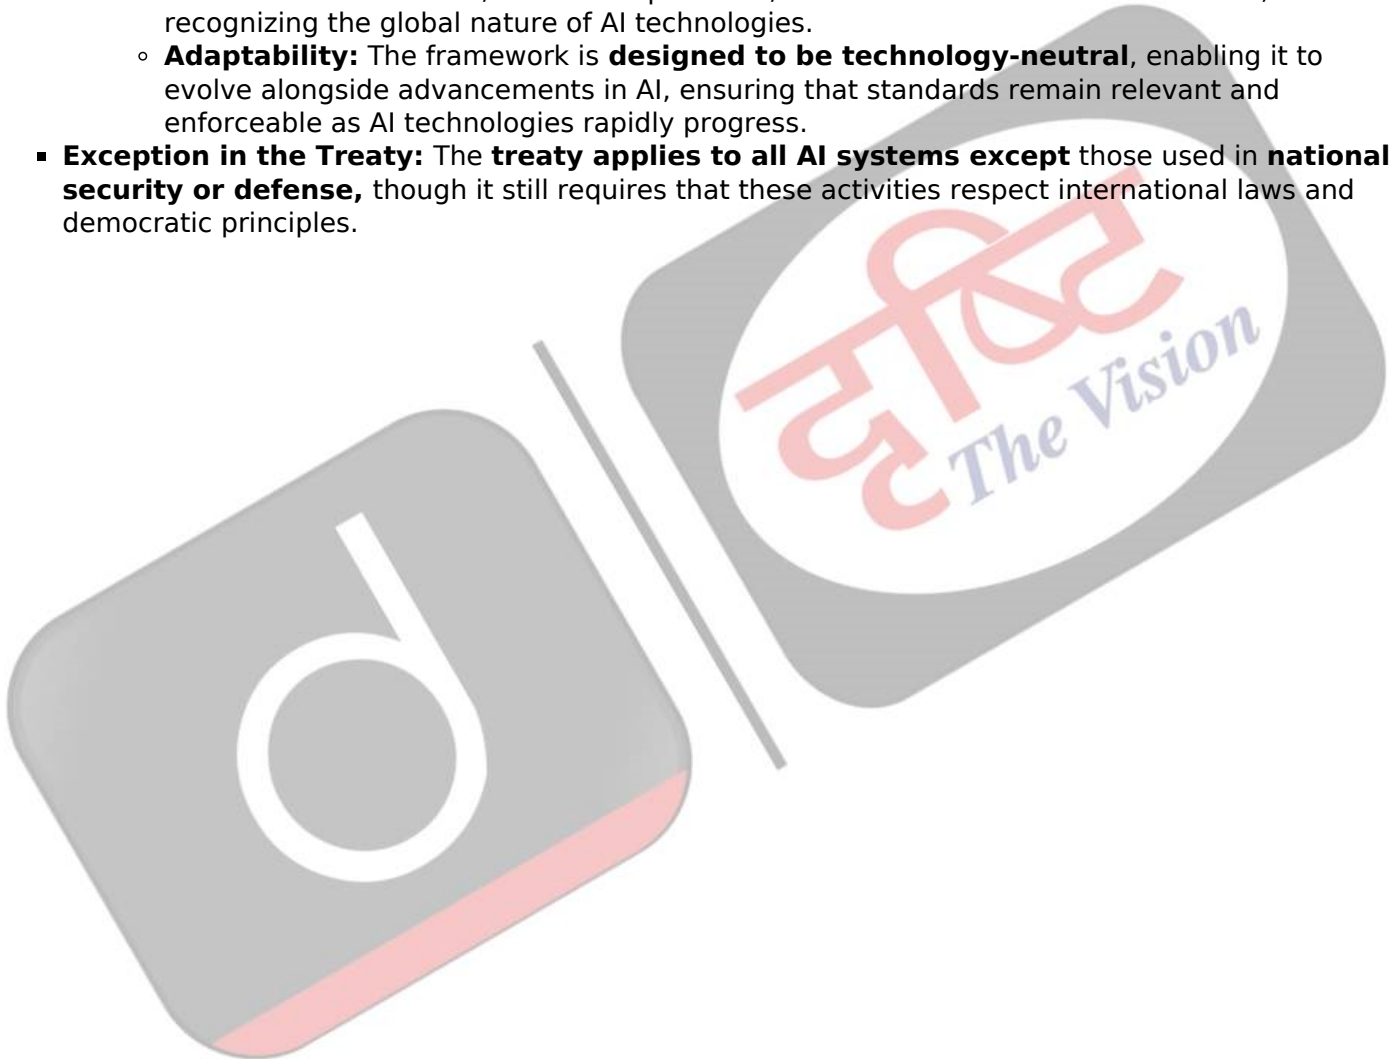 recognizing the global nature of AI technologies.
Adaptability: The framework is designed to be technology-neutral, enabling it to
evolve alongside advancements in AI, ensuring that standards remain relevant and
enforceable as AI technologies rapidly progress.
Exception in the Treaty: The treaty applies to all AI systems except those used in national
security or defense, though it still requires that these activities respect international laws and
democratic principles.
दृष्टि
The Vision
d